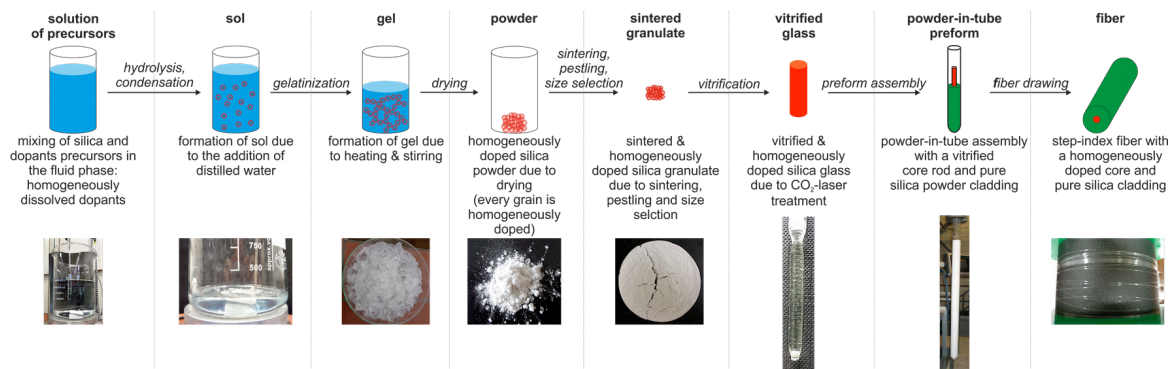 solution
of precursors
hydrolysis,
condensation
mixing of silica and
dopants precursors in
the fluid phase:
homogeneously
dissolved dopants
sol
gelatinization
formation of sol due
to the addition of
distilled water
750
500
approx. vol
gel
drying
formation of gel due
to heating & stirring
powder
sintering,
pestling,
size selection
homogeneously
doped silica
powder due to
drying
(every grain is
homogeneously
doped)
sintered
granulate
vitrification
sintered &
homogeneously
doped silica granulate
due to sintering,
pestling and size
selction
vitrified
glass
preform assembly
vitrified &
homogeneously
doped silica glass
due to CO₂-laser
treatment
powder-in-tube
preform
fiber drawing
powder-in-tube assembly
with a vitrified
core rod and pure
silica powder cladding
fiber
step-index fiber with
a homogeneously
doped core and
pure silica cladding